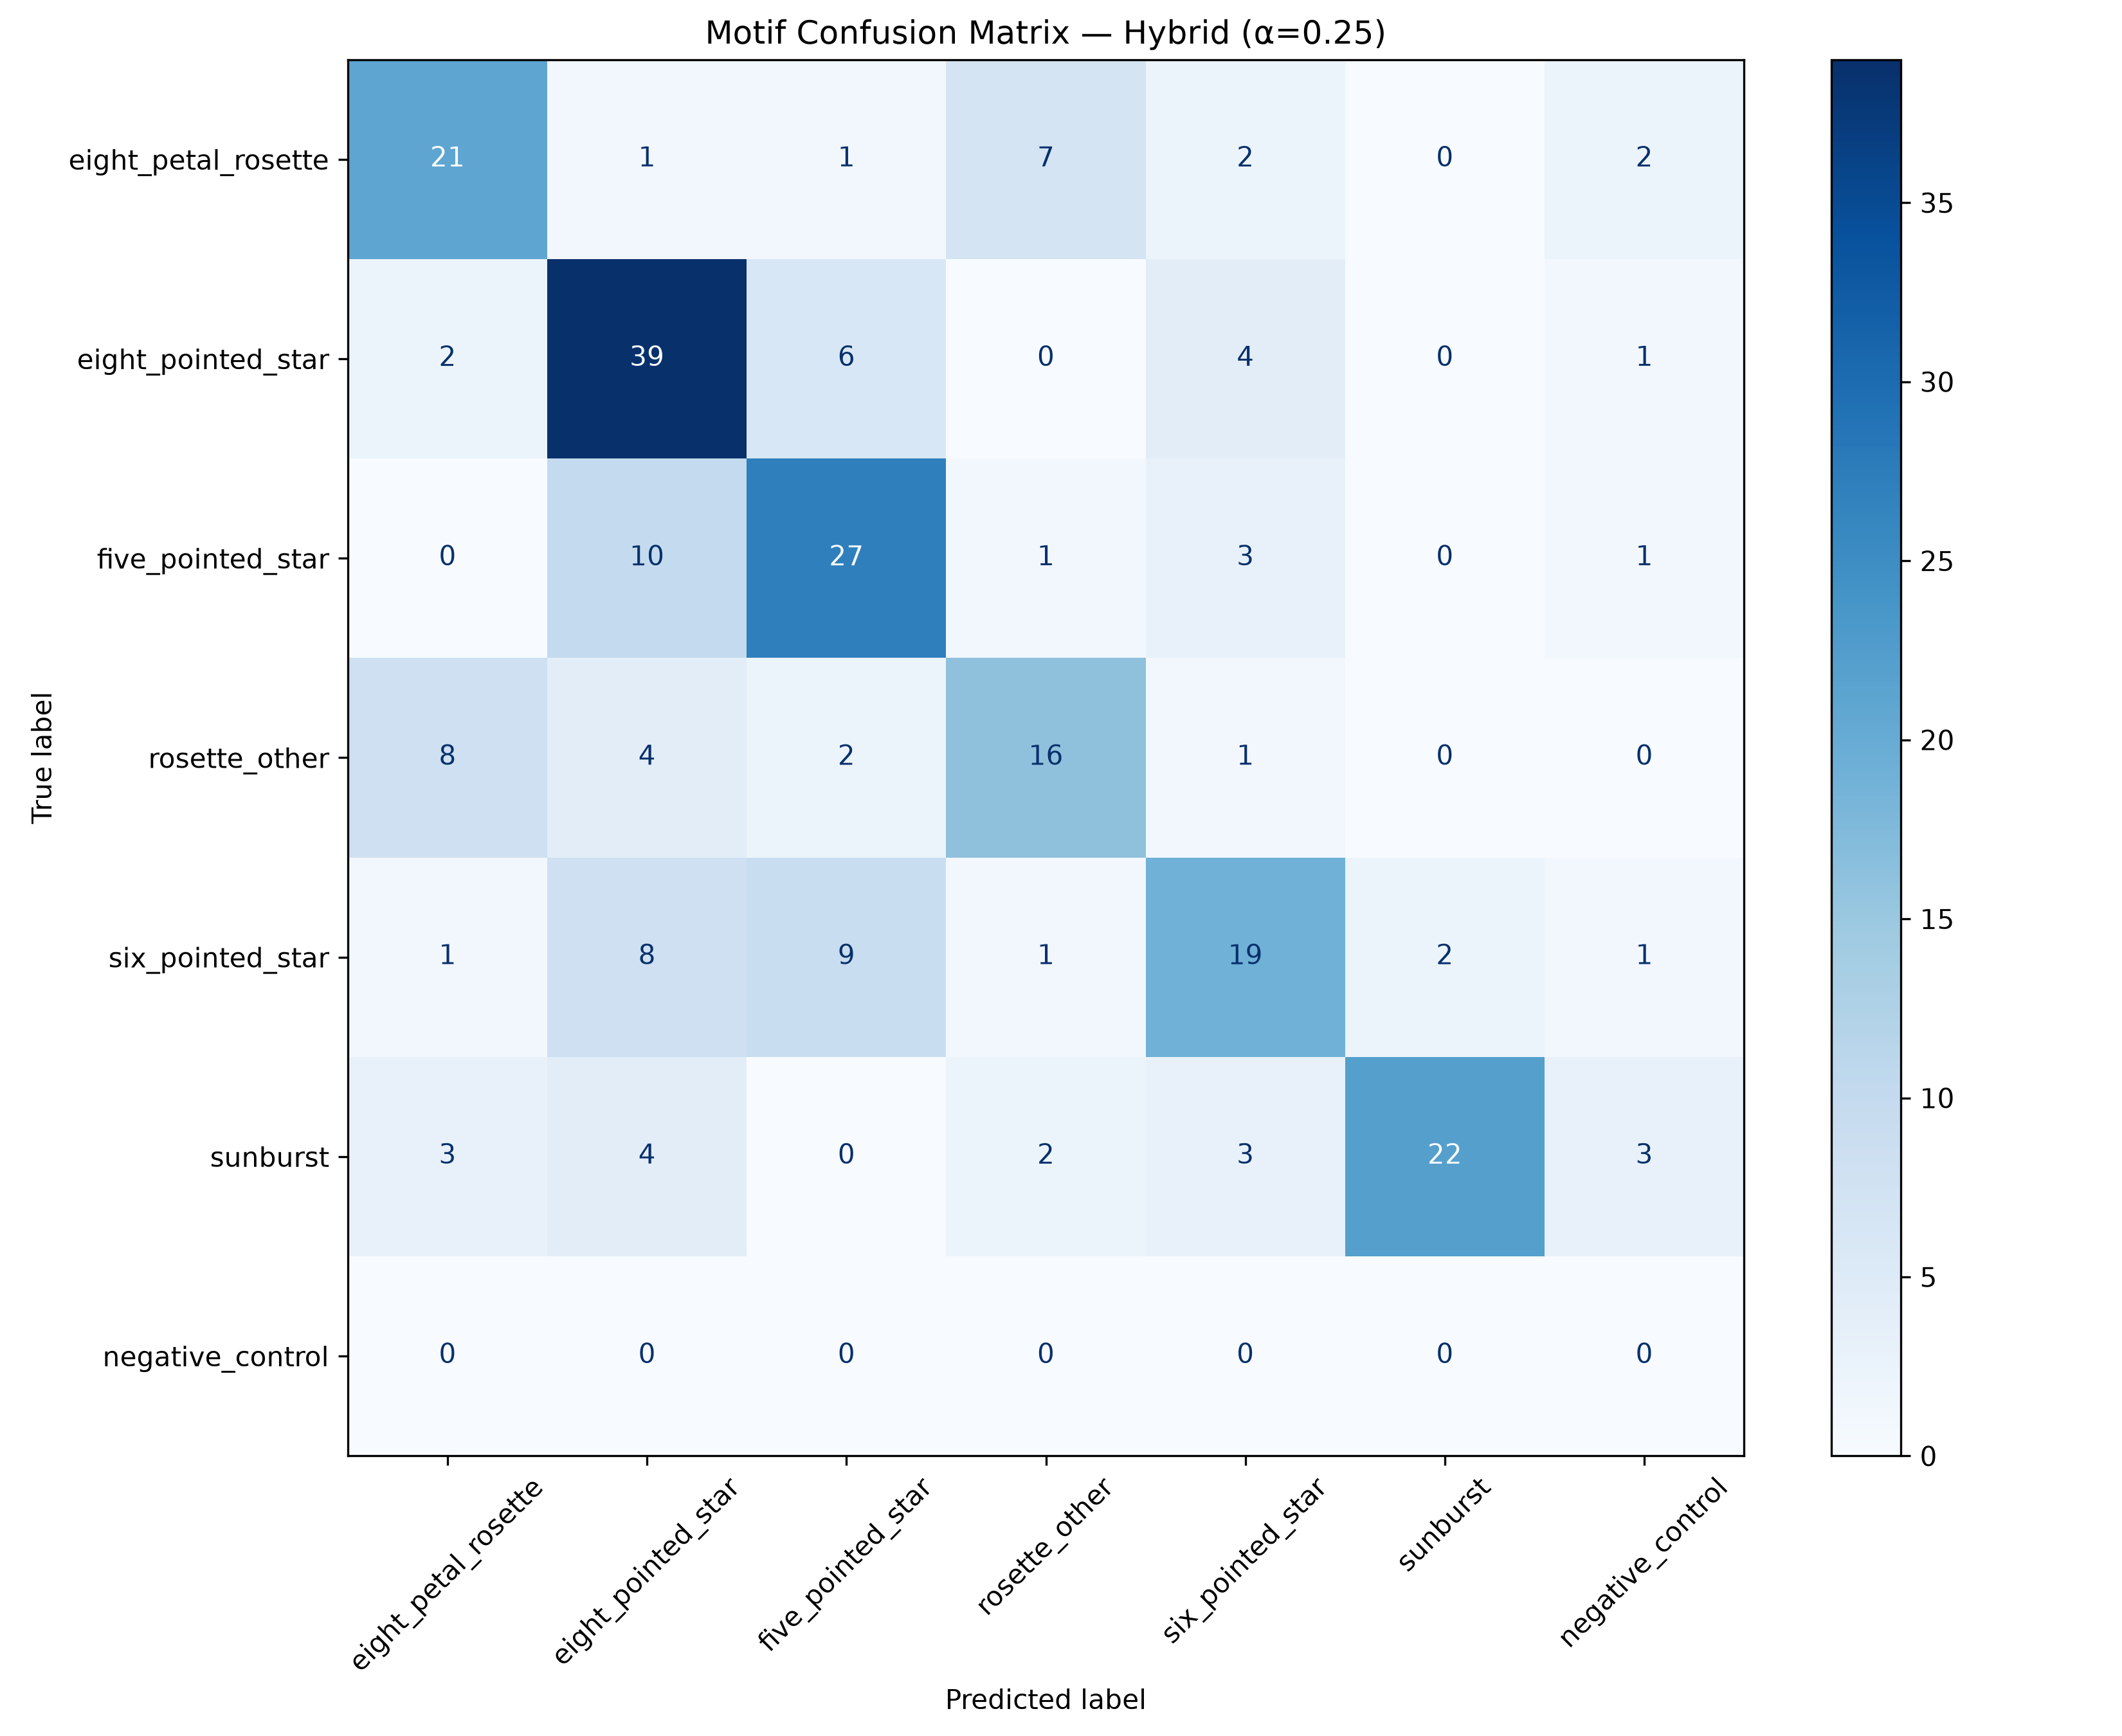 Motif Confusion Matrix — Hybrid (α=0.25)
True label
eight_petal_rosette 21 1 1 7 2 0 2
eight_pointed_star 2 39 6 0 4 0 1
five_pointed_star 0 10 27 1 3 0 1
rosette_other 8 4 2 16 1 0 0
six_pointed_star 1 8 9 1 19 2 1
sunburst 3 4 0 2 3 22 3
negative_control 0 0 0 0 0 0 0
eight_petal_rosette eight_pointed_star five_pointed_star rosette_other six_pointed_star sunburst negative_control
Predicted label
35
30
25
20
15
10
5
0